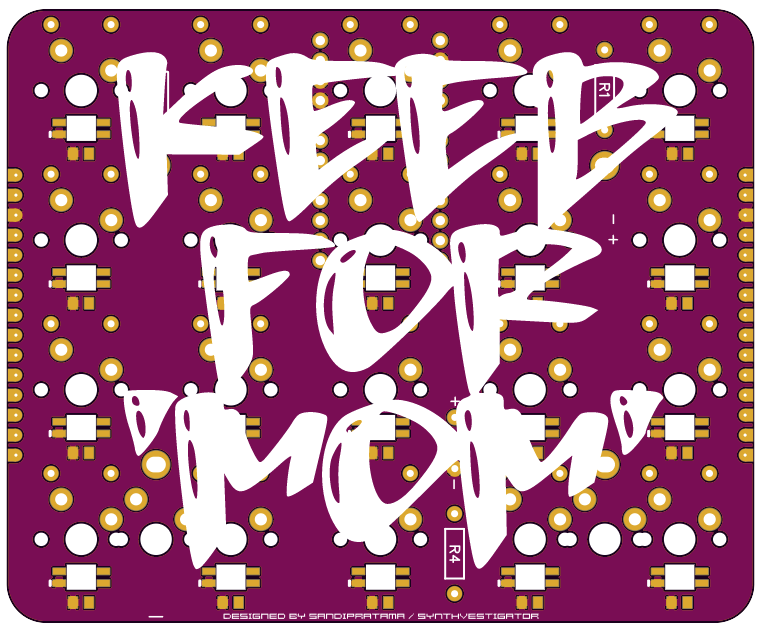 KEEB
R1
- +
FOR
"MOM"
+
-
R4
DESIGNED BY SANDIPRATAMA / SYNTHVESTIGATOR